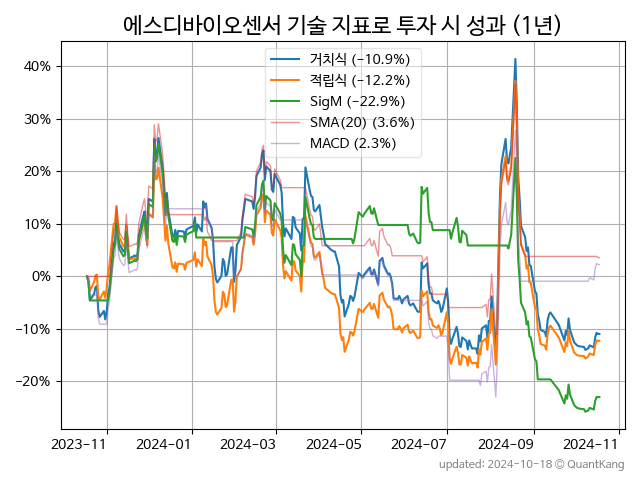 에스디바이오센서 기술 지표로 투자 시 성과 (1년)
거치식 (−10.9%)
적립식 (−12.2%)
SigM (−22.9%)
SMA(20) (3.6%)
MACD (2.3%)
40%
30%
20%
10%
0%
−10%
−20%
2023-11 2024-01 2024-03 2024-05 2024-07 2024-09 2024-11
updated: 2024-10-18 © QuantKang